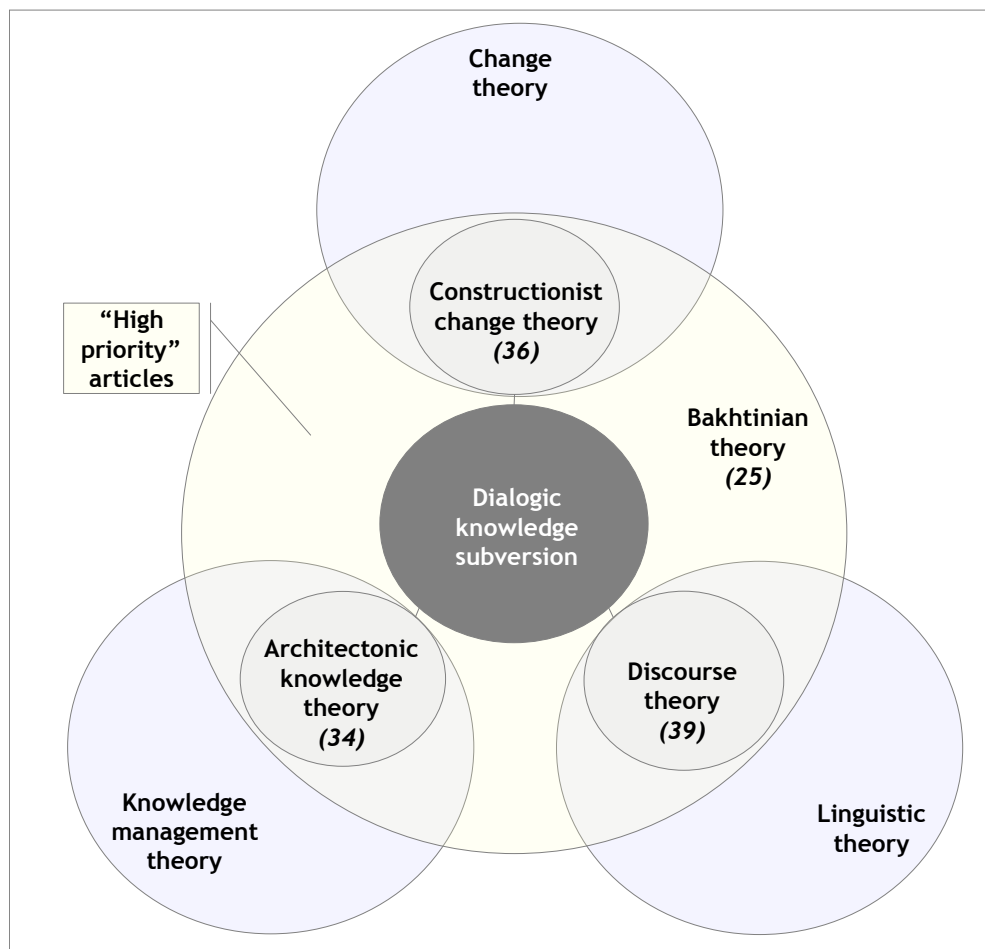 Change
theory
Constructionist
change theory
(36)
“High
priority”
articles
Bakhtinian
theory
(25)
Dialogic
knowledge
subversion
Architectonic
knowledge
theory
(34)
Discourse
theory
(39)
Knowledge
management
theory
Linguistic
theory